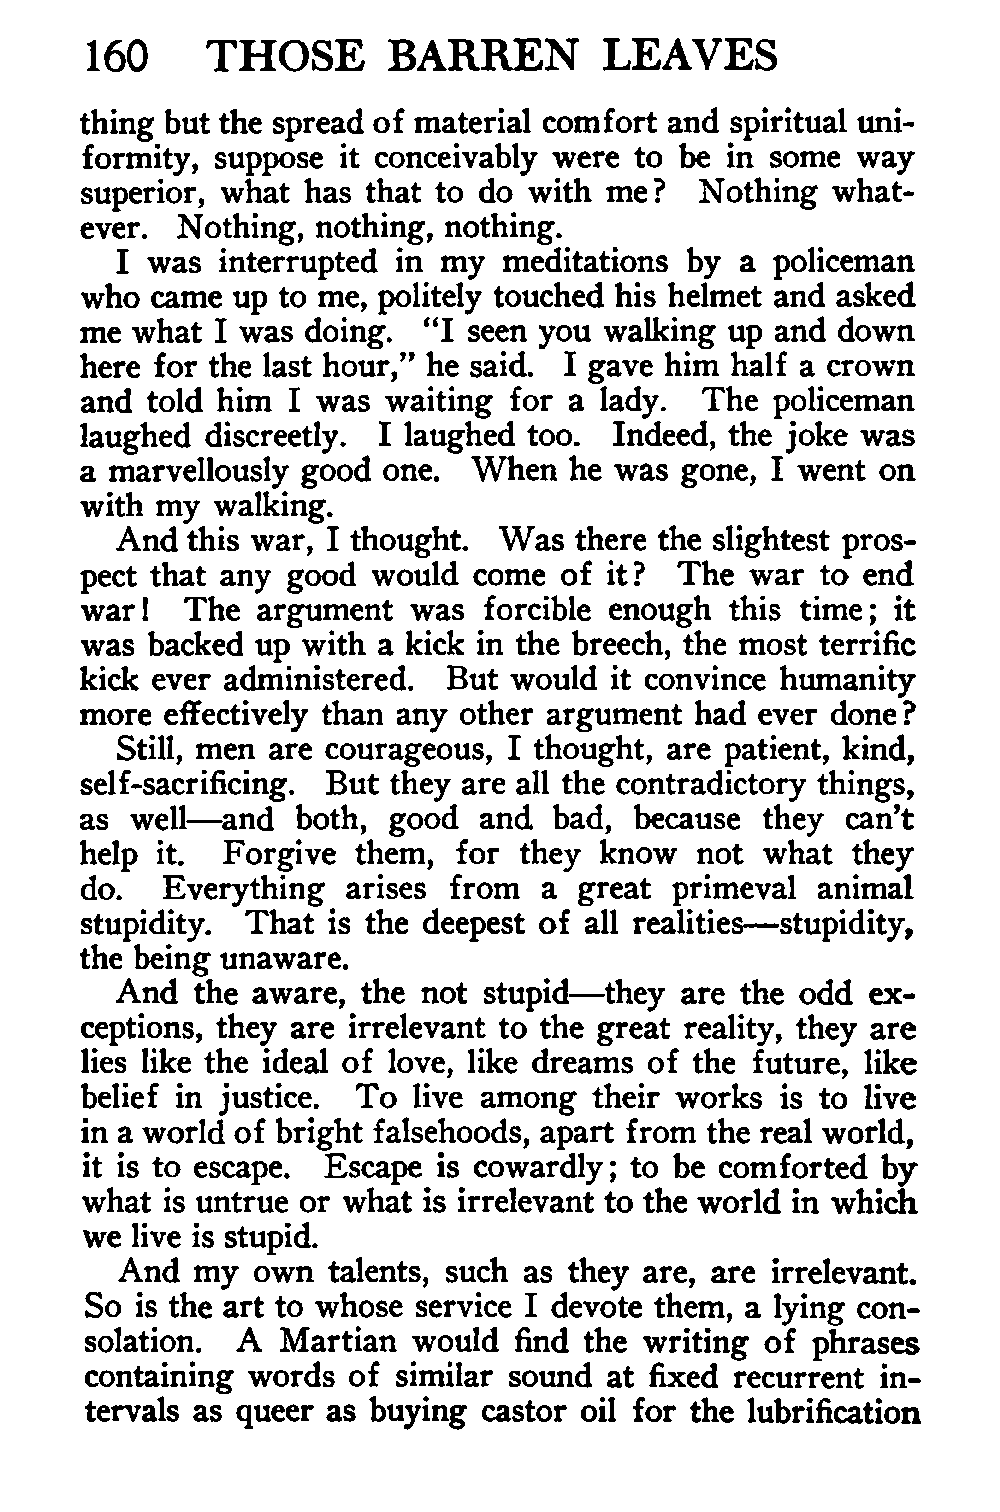 160 THOSE BARREN LEAVES
thing but the spread of material comfort and spiritual uni-
formity, suppose it conceivably were to be in some way
superior, what has that to do with me? Nothing what-
ever. Nothing, nothing, nothing.
I was interrupted in my meditations by a policeman
who came up to me, politely touched his helmet and asked
me what I was doing. “I seen you walking up and down
here for the last hour,” he said. I gave him half a crown
and told him I was waiting for a lady. The policeman
laughed discreetly. I laughed too. Indeed, the joke was
a marvellously good one. When he was gone, I went on
with my walking.
And this war, I thought. Was there the slightest pros-
pect that any good would come of it? The war to end
war! The argument was forcible enough this time; it
was backed up with a kick in the breech, the most terrific
kick ever administered. But would it convince humanity
more effectively than any other argument had ever done?
Still, men are courageous, I thought, are patient, kind,
self-sacrificing. But they are all the contradictory things,
as well—and both, good and bad, because they can’t
help it. Forgive them, for they know not what they
do. Everything arises from a great primeval animal
stupidity. That is the deepest of all realities—stupidity,
the being unaware.
And the aware, the not stupid—they are the odd ex-
ceptions, they are irrelevant to the great reality, they are
lies like the ideal of love, like dreams of the future, like
belief in justice. To live among their works is to live
in a world of bright falsehoods, apart from the real world,
it is to escape. Escape is cowardly; to be comforted by
what is untrue or what is irrelevant to the world in which
we live is stupid.
And my own talents, such as they are, are irrelevant.
So is the art to whose service I devote them, a lying con-
solation. A Martian would find the writing of phrases
containing words of similar sound at fixed recurrent in-
tervals as queer as buying castor oil for the lubrification